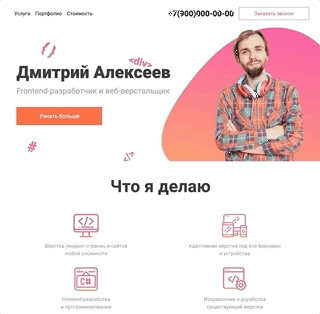 Услуги Портфолио Стоимость
+7(900)900-00-00
Заказать звонок
<div>
Дмитрий Алексеев
Frontend-разработчик и веб-верстальщик
Узнать больше
#
Что я делаю
Вёрстка лендинг-страниц и сайтов
любой сложности
Адаптивная вёрстка под все браузеры
и устройства
C#
Frontend-разработка
и программирование
Исправление и доработка
существующей верстки